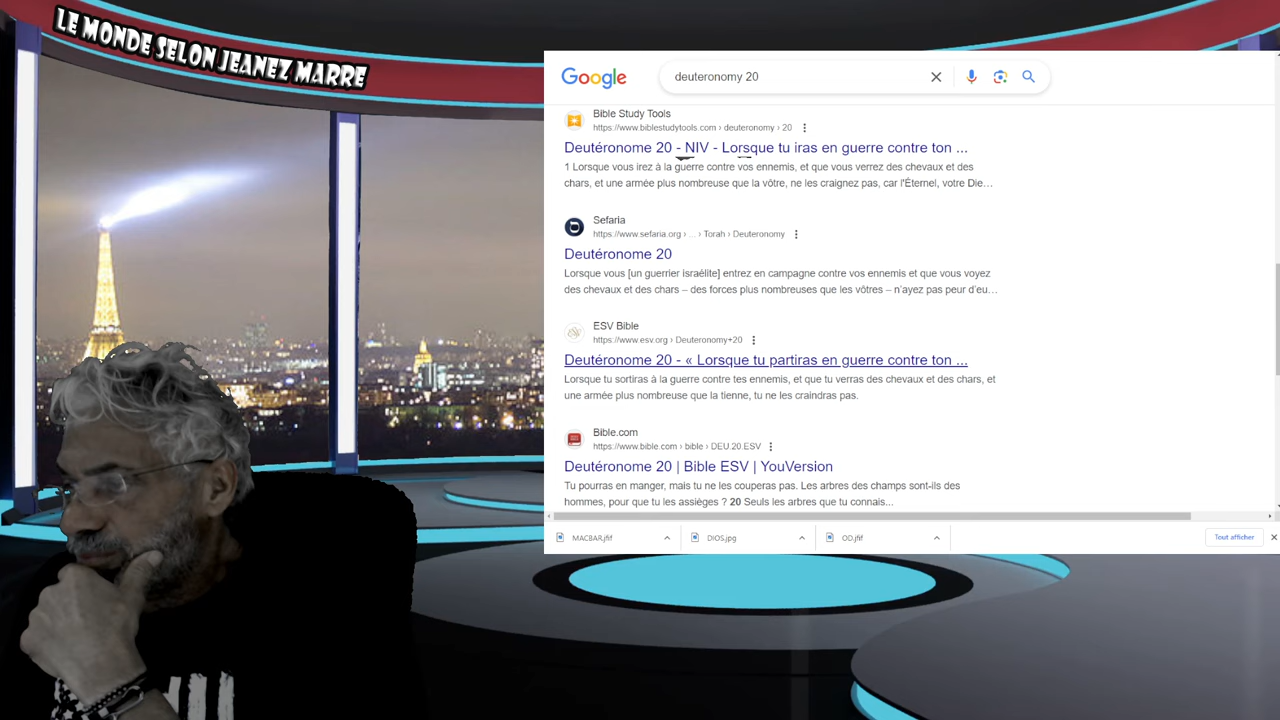 LE MONDE SELON JEANEZ MARRE
Google
deuteronomy 20
Bible Study Tools
https://www.biblestudytools.com › deuteronomy › 20
Deutéronome 20 - NIV - Lorsque tu iras en guerre contre ton ...
1 Lorsque vous irez à la guerre contre vos ennemis, et que vous verrez des chevaux et des
chars, et une armée plus nombreuse que la vôtre, ne les craignez pas, car l'Éternel, votre Die…
Sefaria
https://www.sefaria.org › ... › Torah › Deuteronomy
Deutéronome 20
Lorsque vous [un guerrier israélite] entrez en campagne contre vos ennemis et que vous voyez
des chevaux et des chars – des forces plus nombreuses que les vôtres – n'ayez pas peur d'eu…
ESV Bible
https://www.esv.org › Deuteronomy+20
Deutéronome 20 - « Lorsque tu partiras en guerre contre ton ...
Lorsque tu sortiras à la guerre contre tes ennemis, et que tu verras des chevaux et des chars, et
une armée plus nombreuse que la tienne, tu ne les craindras pas.
Bible.com
https://www.bible.com › bible › DEU.20.ESV
Deutéronome 20 | Bible ESV | YouVersion
Tu pourras en manger, mais tu ne les couperas pas. Les arbres des champs sont-ils des
hommes, pour que tu les assièges ? 20 Seuls les arbres que tu connais...
MACBAR.jfif
DIOS.jpg
OD.jfif
Tout afficher